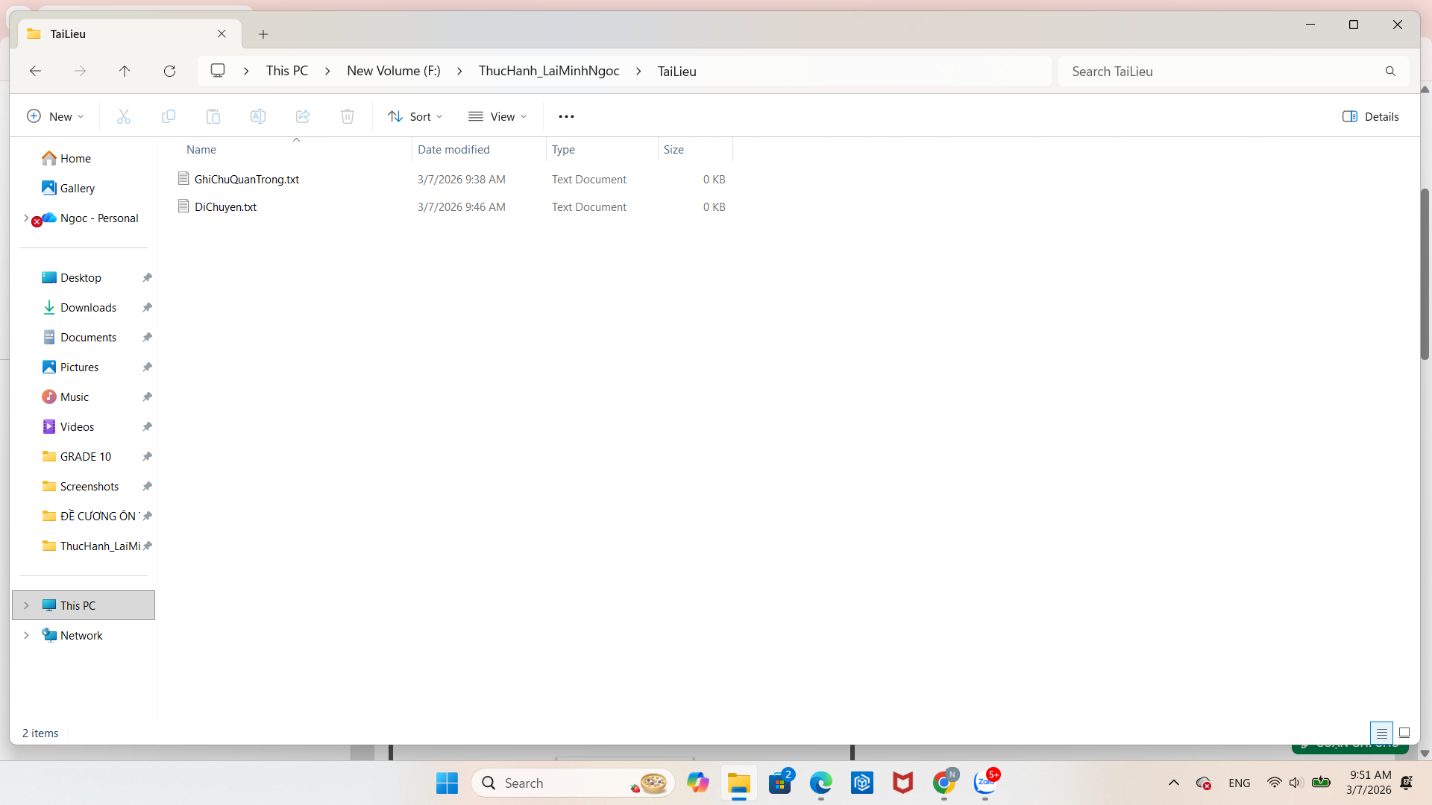 TaiLieu
This PC
New Volume (F:)
ThucHanh_LaiMinhNgoc
TaiLieu
Search TaiLieu
New
Sort
View
Details
Name
Date modified
Type
Size
GhiChuQuanTrong.txt
3/7/2026 9:38 AM
Text Document
0 KB
DiChuyen.txt
3/7/2026 9:46 AM
Text Document
0 KB
Home
Gallery
Ngoc - Personal
Desktop
Downloads
Documents
Pictures
Music
Videos
GRADE 10
Screenshots
ĐỀ CƯƠNG ÔN
ThucHanh_LaiMi
This PC
Network
2 items
Search
2
N
Zalo
5+
ENG
9:51 AM
3/7/2026